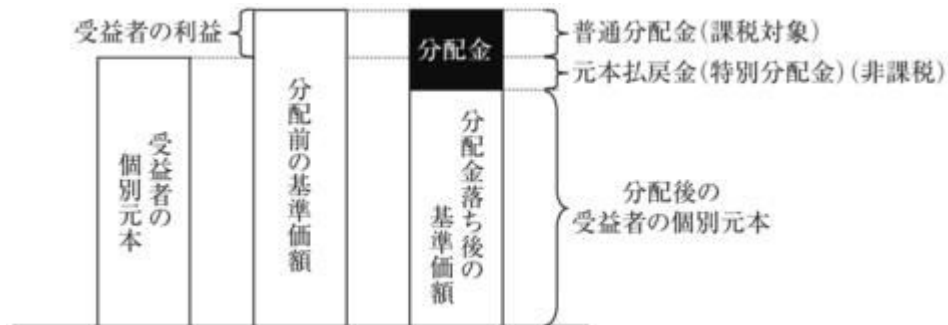 受益者の利益
分配金
普通分配金(課税対象)
元本払戻金(特別分配金)(非課税)
受益者の
個別元本
分配前の基準価額
分配金落ち後の
基準価額
分配後の
受益者の個別元本